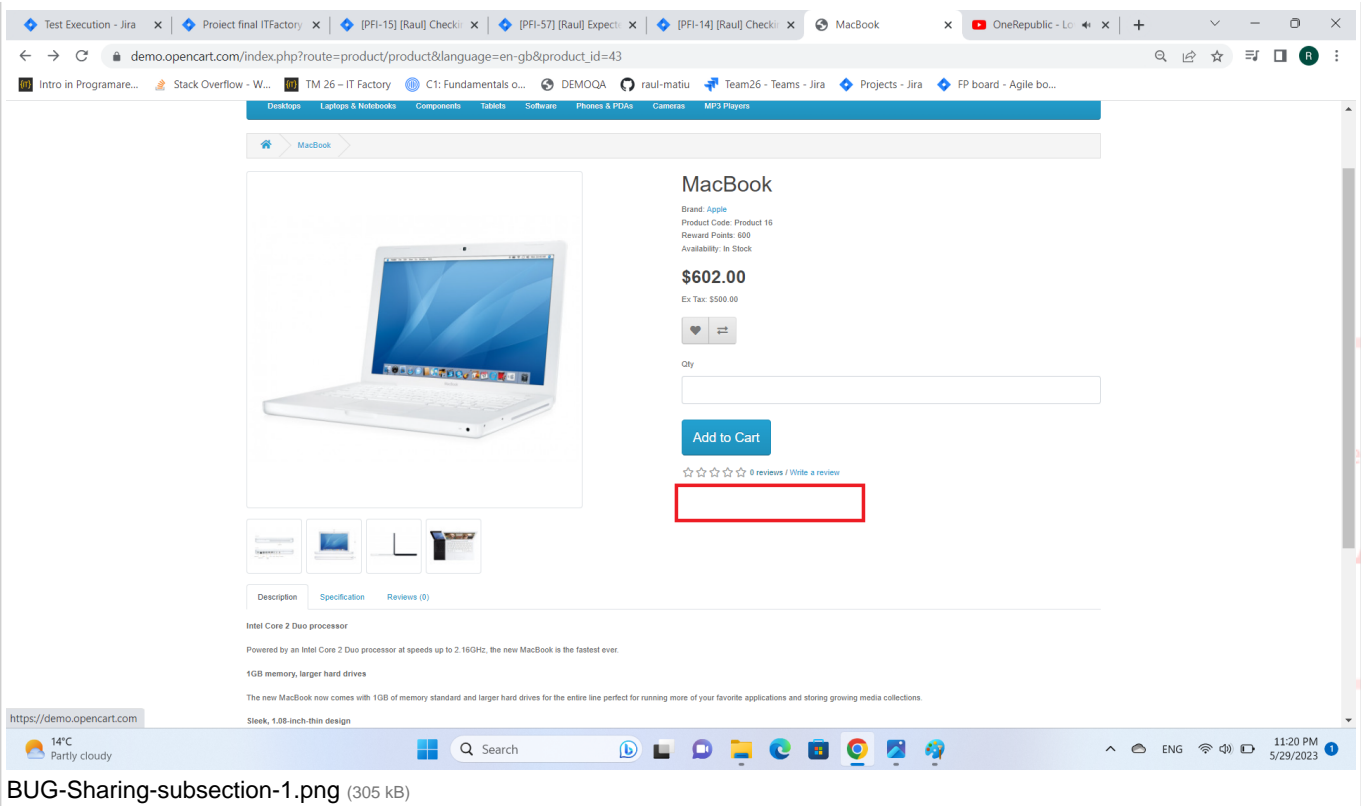 Test Execution - Jira
Proiect final ITFactory
[PFI-15] [Raul] Checkin
[PFI-57] [Raul] Expecte
[PFI-14] [Raul] Checkin
MacBook
OneRepublic - Lo
demo.opencart.com/index.php?route=product/product&language=en-gb&product_id=43
R
Intro in Programare...
Stack Overflow - W...
TM 26 – IT Factory
C1: Fundamentals o...
DEMOQA
raul-matiu
Team26 - Teams - Jira
Projects - Jira
FP board - Agile bo...
Desktops Laptops & Notebooks Components Tablets Software Phones & PDAs Cameras MP3 Players
MacBook
MacBook
Brand: Apple
Product Code: Product 16
Reward Points: 600
Availability: In Stock
$602.00
Ex Tax: $500.00
Qty
Add to Cart
0 reviews / Write a review
Description Specification Reviews (0)
Intel Core 2 Duo processor
Powered by an Intel Core 2 Duo processor at speeds up to 2.16GHz, the new MacBook is the fastest ever.
1GB memory, larger hard drives
The new MacBook now comes with 1GB of memory standard and larger hard drives for the entire line perfect for running more of your favorite applications and storing growing media collections.
Sleek, 1.08-inch-thin design
https://demo.opencart.com
14°C
Partly cloudy
Search
ENG
11:20 PM
5/29/2023
1
BUG-Sharing-subsection-1.png (305 kB)